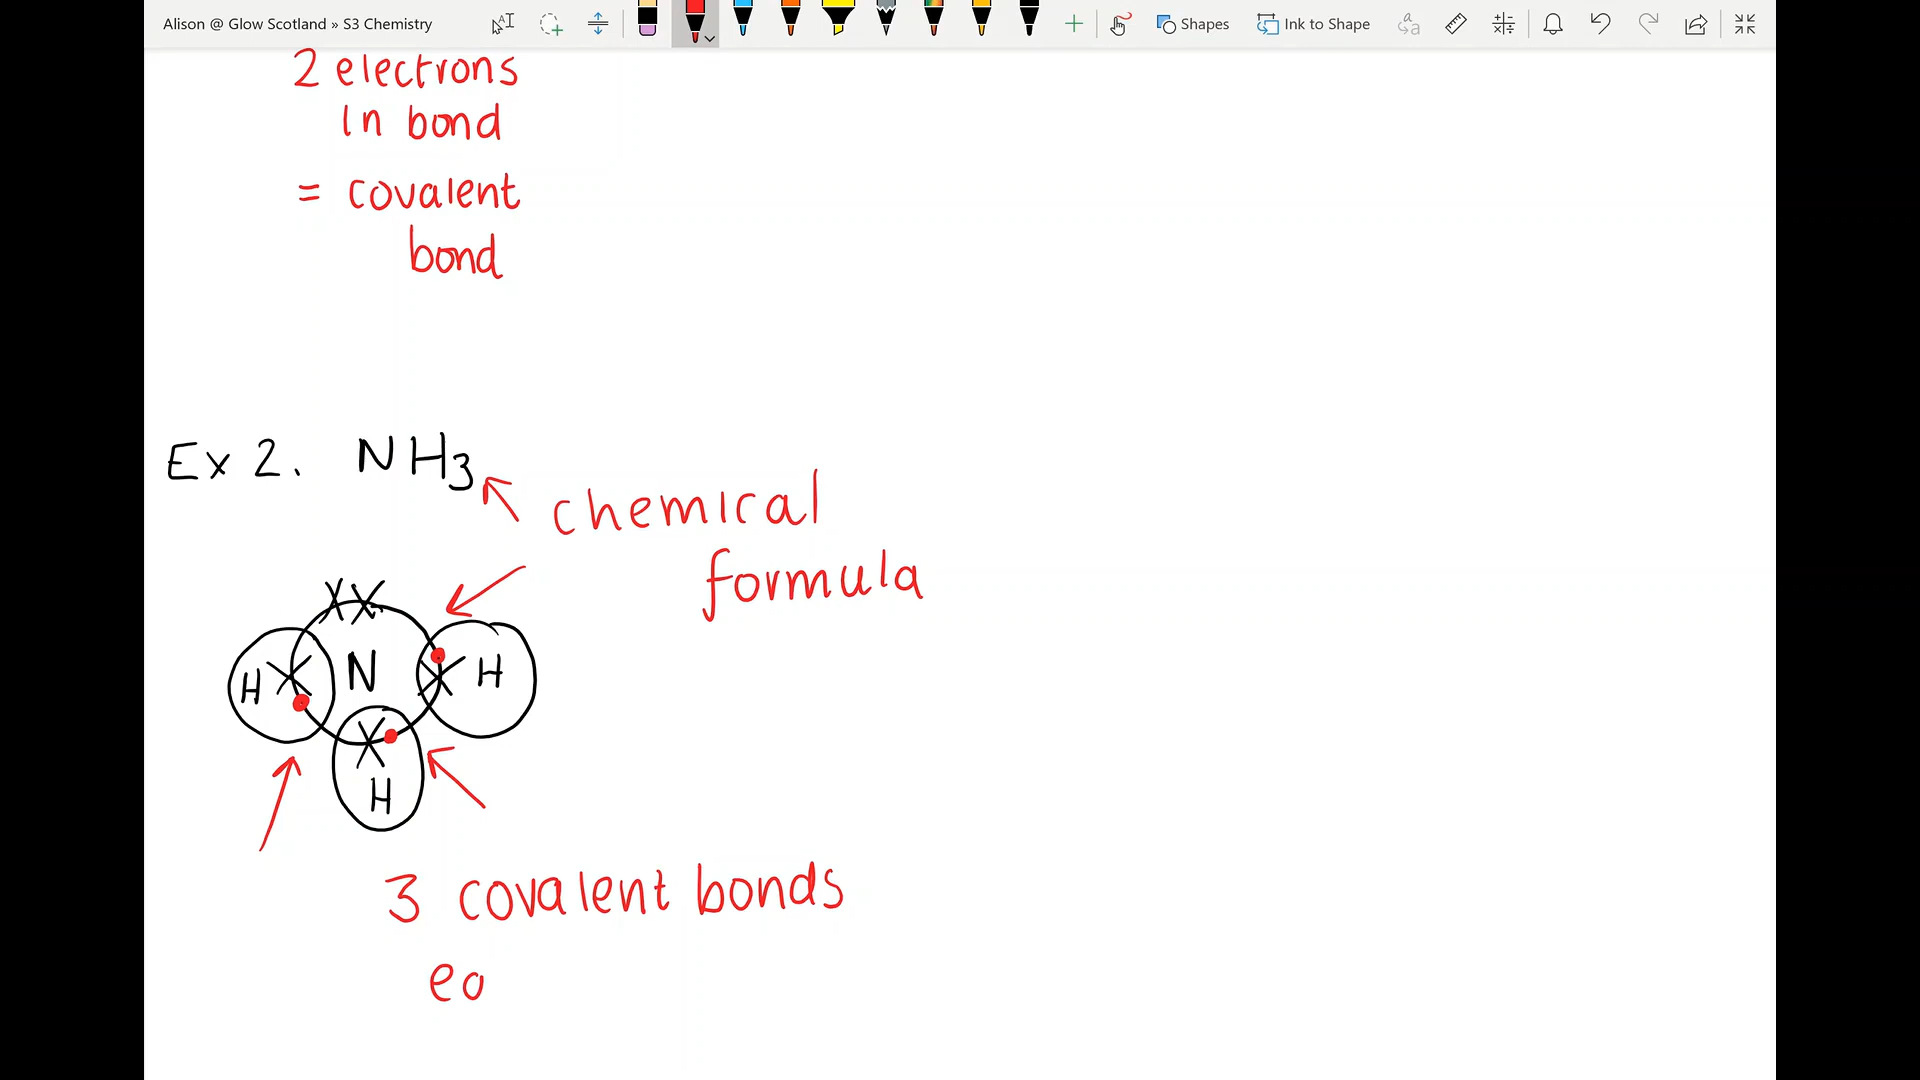 Alison @ Glow Scotland » S3 Chemistry
Shapes
Ink to Shape
2 electrons
in bond
= covalent
bond
Ex 2. NH3
chemical
formula
XX
H X N X H
X
H
3 covalent bonds
eo